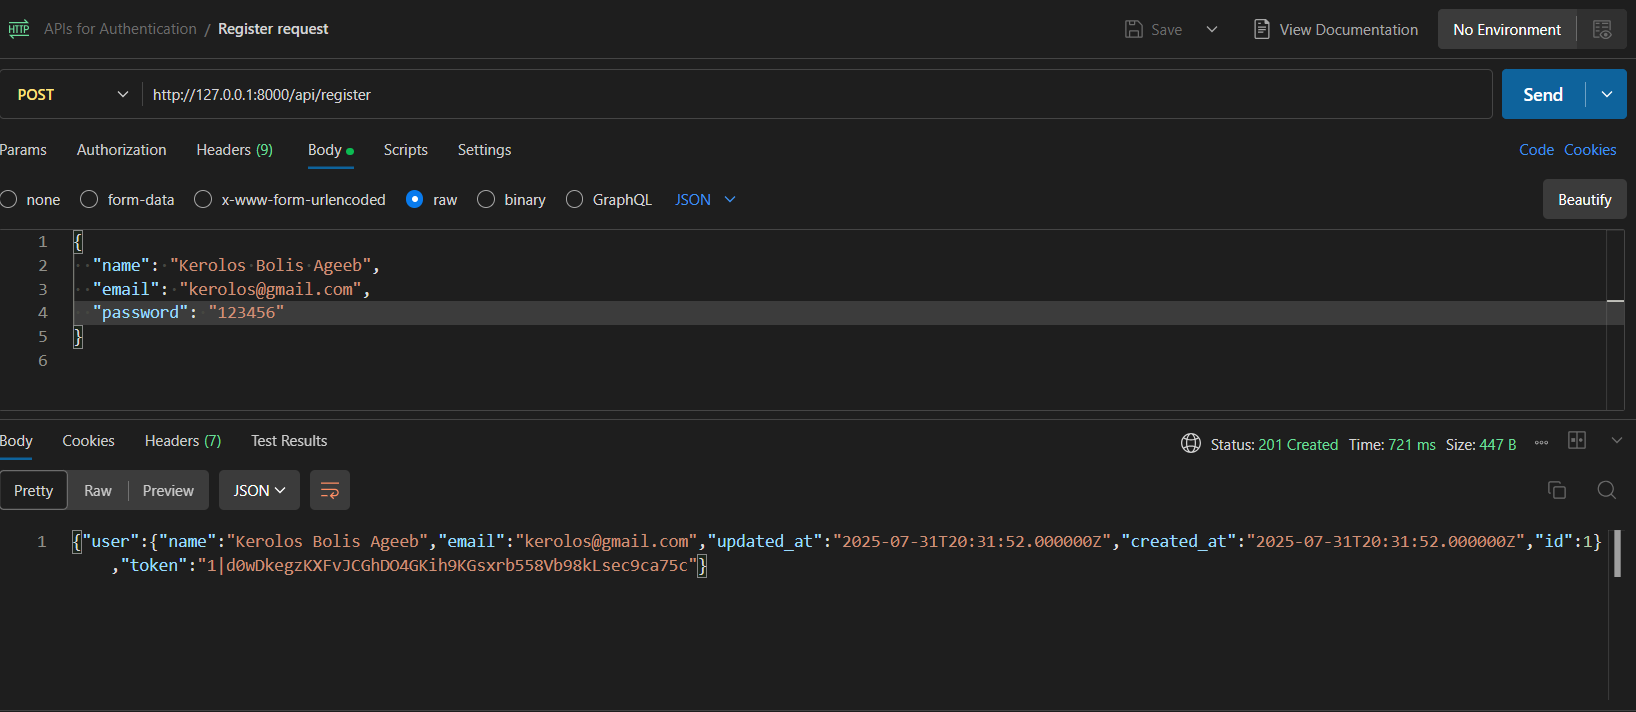 HTTP APIs for Authentication / Register request Save View Documentation No Environment
POST http://127.0.0.1:8000/api/register Send
Params Authorization Headers (9) Body Scripts Settings Code Cookies
none form-data x-www-form-urlencoded raw binary GraphQL JSON Beautify
1 {
2 "name": "Kerolos Bolis Ageeb",
3 "email": "kerolos@gmail.com",
4 "password": "123456"
5 }
6
Body Cookies Headers (7) Test Results Status: 201 Created Time: 721 ms Size: 447 B
Pretty Raw Preview JSON
1 {"user":{"name":"Kerolos Bolis Ageeb","email":"kerolos@gmail.com","updated_at":"2025-07-31T20:31:52.000000Z","created_at":"2025-07-31T20:31:52.000000Z","id":1}
,"token":"1|d0wDkegzKXFvJCGhDO4GKih9KGsxrb558Vb98kLsec9ca75c"}